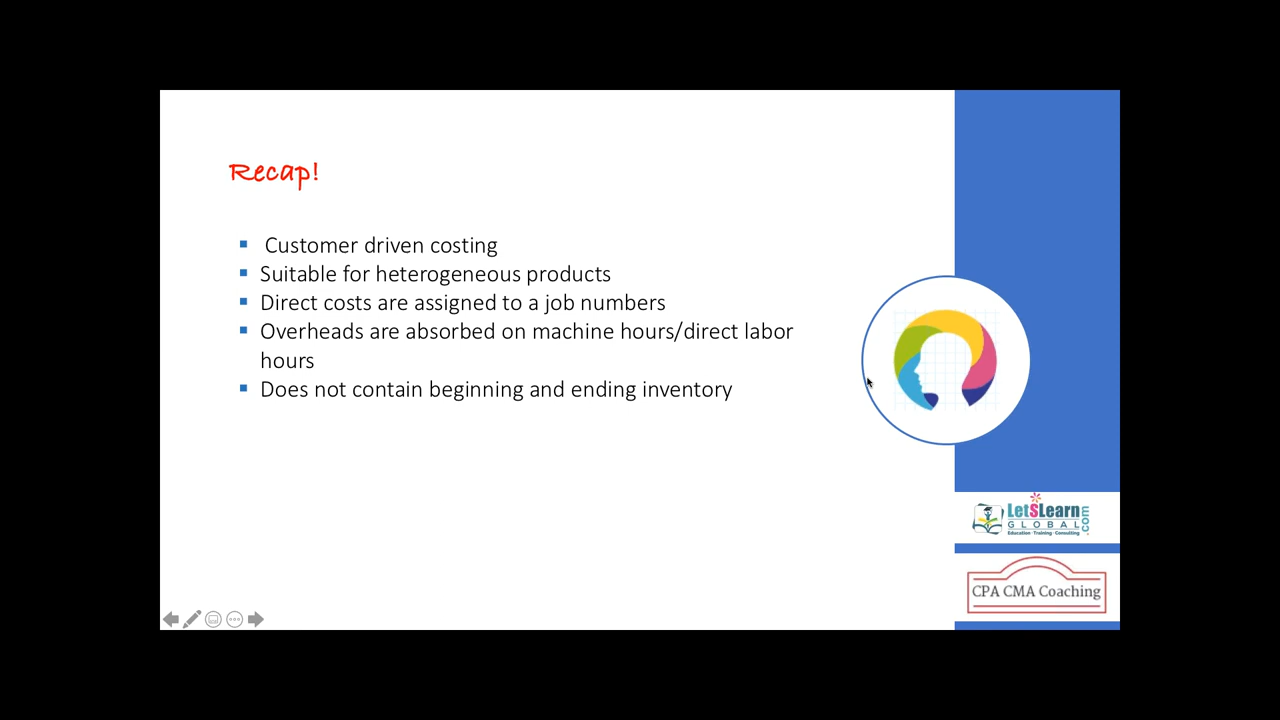 Recap!
Customer driven costing
Suitable for heterogeneous products
Direct costs are assigned to a job numbers
Overheads are absorbed on machine hours/direct labor
hours
Does not contain beginning and ending inventory
LetSLearn
GLOBAL
.com
Education · Training · Consulting
CPA CMA Coaching